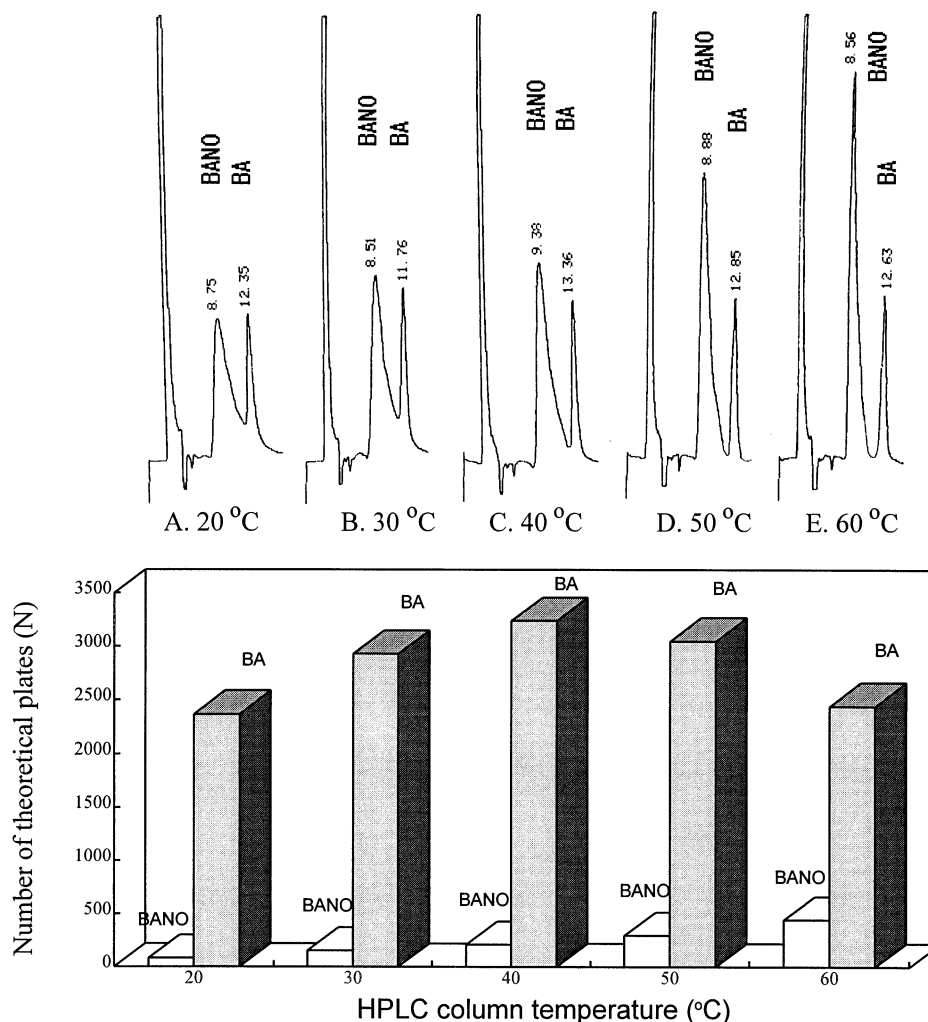 BANO
BA
8.75
12.35
A. 20 °C
BANO
BA
8.51
11.76
B. 30 °C
BANO
BA
9.38
13.36
C. 40 °C
BANO
BA
8.88
12.85
D. 50 °C
BANO
BA
8.56
12.63
E. 60 °C
Number of theoretical plates (N)
3500
3000
2500
2000
1500
1000
500
0
BANO
BA
BANO
BA
BANO
BA
BANO
BA
BANO
BA
20
30
40
50
60
HPLC column temperature (°C)